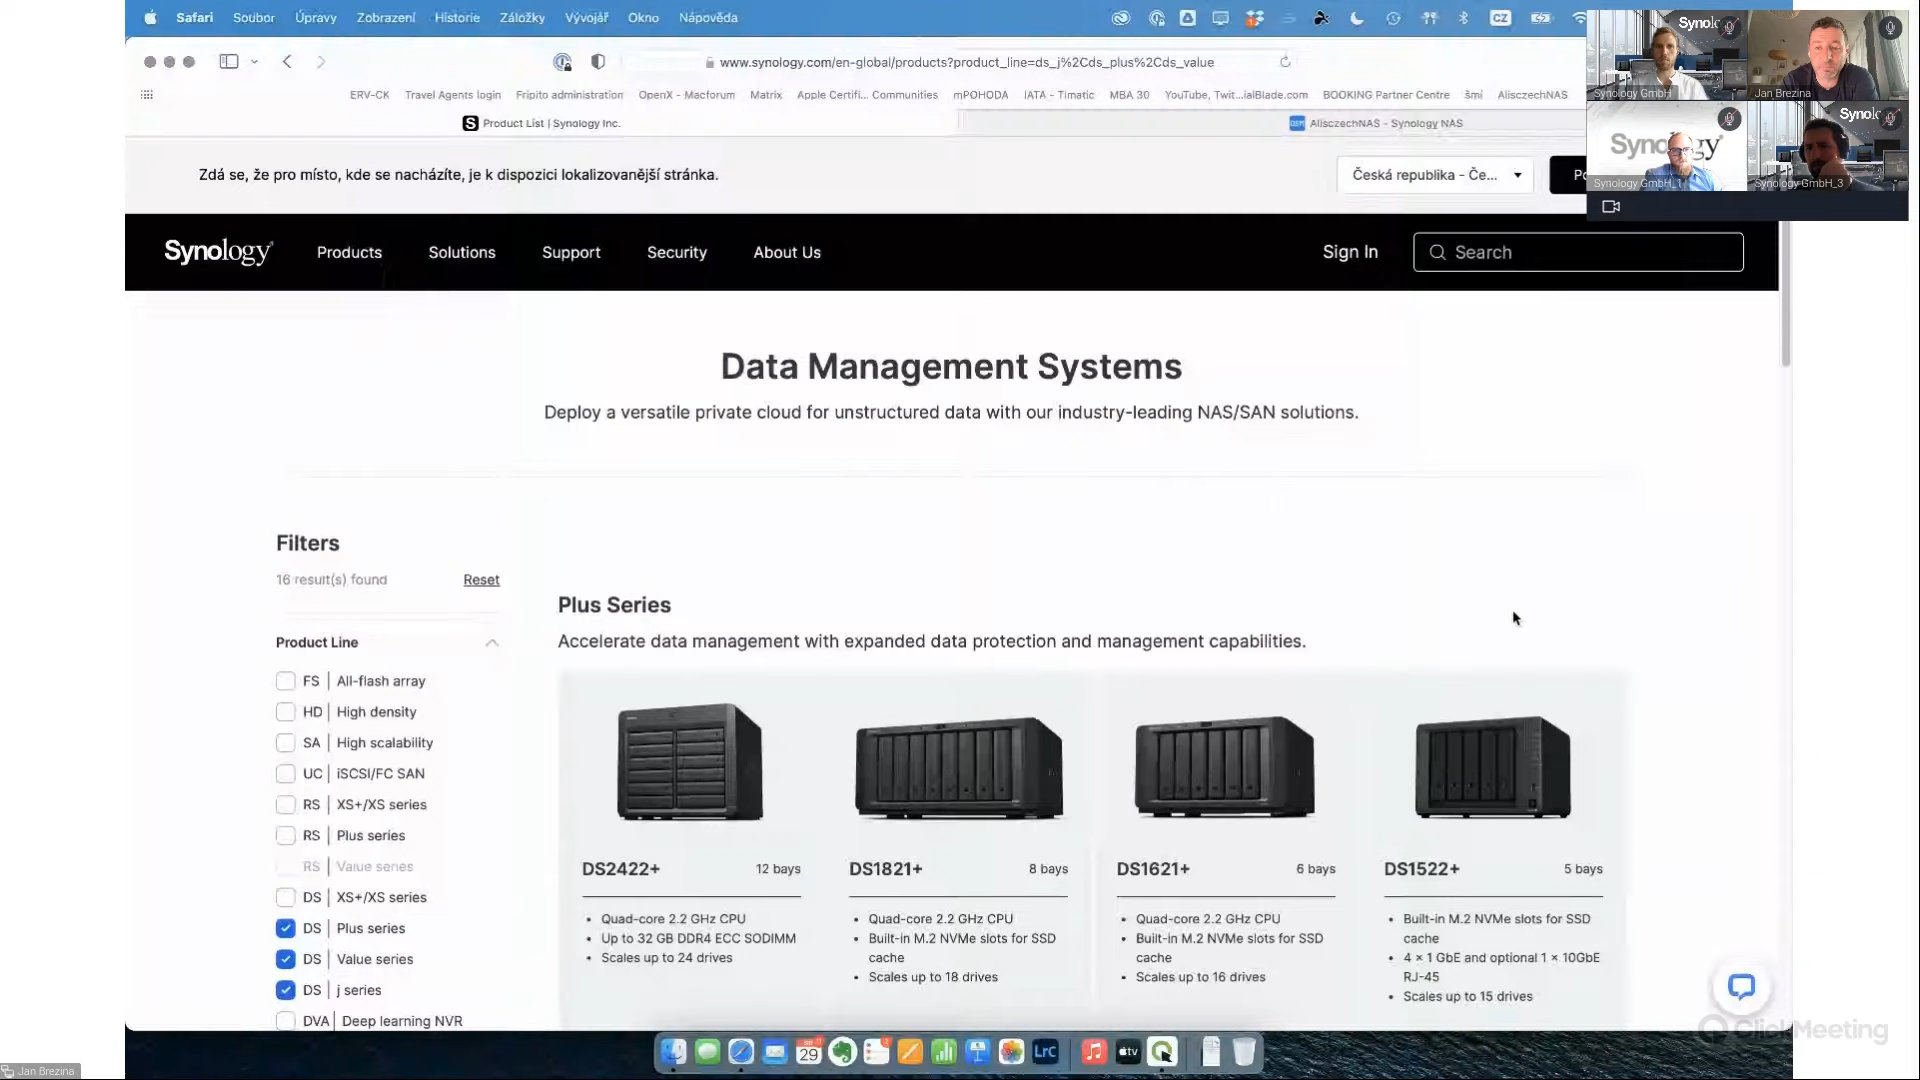 Safari Soubor Úpravy Zobrazení Historie Záložky Vývojář Okno Nápověda
CZ
www.synology.com/en-global/products?product_line=ds_j%2Cds_plus%2Cds_value
ERV-CK Travel Agents login Fripito administration OpenX - Macforum Matrix Apple Certifi... Communities mPOHODA IATA - Timatic MBA 30 YouTube, Twit...ialBlade.com BOOKING Partner Centre šmí AlisczechNAS
Product List | Synology Inc.
AlisczechNAS - Synology NAS
Zdá se, že pro místo, kde se nacházíte, je k dispozici lokalizovanější stránka.
Česká republika - Če...
Synology GmbH
Jan Brezina
Synology
Synology GmbH_1
Synology GmbH_3
Synology Products Solutions Support Security About Us
Sign In
Search
Data Management Systems
Deploy a versatile private cloud for unstructured data with our industry-leading NAS/SAN solutions.
Filters
16 result(s) found
Reset
Product Line
FS | All-flash array
HD | High density
SA | High scalability
UC | iSCSI/FC SAN
RS | XS+/XS series
RS | Plus series
RS | Value series
DS | XS+/XS series
DS | Plus series
DS | Value series
DS | j series
DVA | Deep learning NVR
Plus Series
Accelerate data management with expanded data protection and management capabilities.
DS2422+ 12 bays
• Quad-core 2.2 GHz CPU
• Up to 32 GB DDR4 ECC SODIMM
• Scales up to 24 drives
DS1821+ 8 bays
• Quad-core 2.2 GHz CPU
• Built-in M.2 NVMe slots for SSD
cache
• Scales up to 18 drives
DS1621+ 6 bays
• Quad-core 2.2 GHz CPU
• Built-in M.2 NVMe slots for SSD
cache
• Scales up to 16 drives
DS1522+ 5 bays
• Built-in M.2 NVMe slots for SSD
cache
• 4 × 1 GbE and optional 1 × 10GbE
RJ-45
• Scales up to 15 drives
29
LrC
tv
ClickMeeting
Jan Brezina